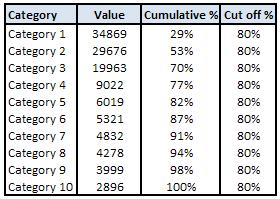 Category Value Cumulative % Cut off %
Category 1 34869 29% 80%
Category 2 29676 53% 80%
Category 3 19963 70% 80%
Category 4 9022 77% 80%
Category 5 6019 82% 80%
Category 6 5321 87% 80%
Category 7 4832 91% 80%
Category 8 4278 94% 80%
Category 9 3999 98% 80%
Category 10 2896 100% 80%